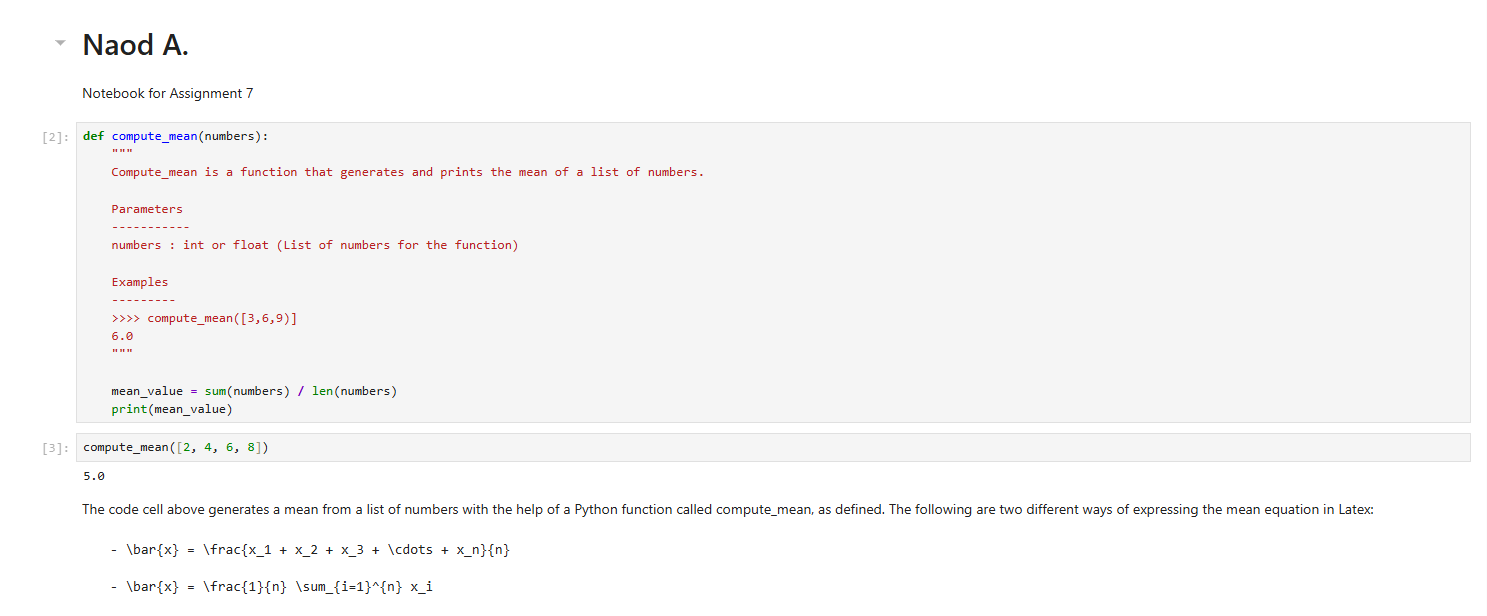 Naod A.
Notebook for Assignment 7
[2]: def compute_mean(numbers):
"""
Compute_mean is a function that generates and prints the mean of a list of numbers.
Parameters
-----------
numbers : int or float (List of numbers for the function)
Examples
---------
>>>> compute_mean([3,6,9)]
6.0
"""
mean_value = sum(numbers) / len(numbers)
print(mean_value)
[3]: compute_mean([2, 4, 6, 8])
5.0
The code cell above generates a mean from a list of numbers with the help of a Python function called compute_mean, as defined. The following are two different ways of expressing the mean equation in Latex:
- \bar{x} = \frac{x_1 + x_2 + x_3 + \cdots + x_n}{n}
- \bar{x} = \frac{1}{n} \sum_{i=1}^{n} x_i